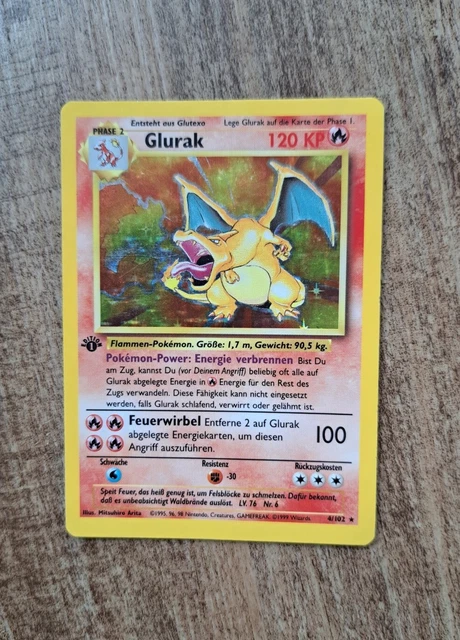 Entsteht aus Glutexo Lege Glurak auf die Karte der Phase 1.
PHASE 2
Glurak 120 KP
EDITION
1
Flammen-Pokémon. Größe: 1,7 m, Gewicht: 90,5 kg.
Pokémon-Power: Energie verbrennen Bist Du
am Zug, kannst Du (vor Deinem Angriff) beliebig oft alle auf
Glurak abgelegte Energie in Energie für den Rest des
Zugs verwandeln. Diese Fähigkeit kann nicht eingesetzt
werden, falls Glurak schlafend, verwirrt oder gelähmt ist.
Feuerwirbel Entferne 2 auf Glurak
abgelegte Energiekarten, um diesen
Angriff auszuführen.
100
Schwäche Resistenz Rückzugskosten
-30
Speit Feuer, das heiß genug ist, um Felsblöcke zu schmelzen. Dafür bekannt,
daß es unbeabsichtigt Waldbrände auslöst. LV. 76 Nr. 6
Illus. Mitsuhiro Arita ©1995, 96, 98 Nintendo, Creatures, GAMEFREAK. ©1999 Wizards. 4/102 ★